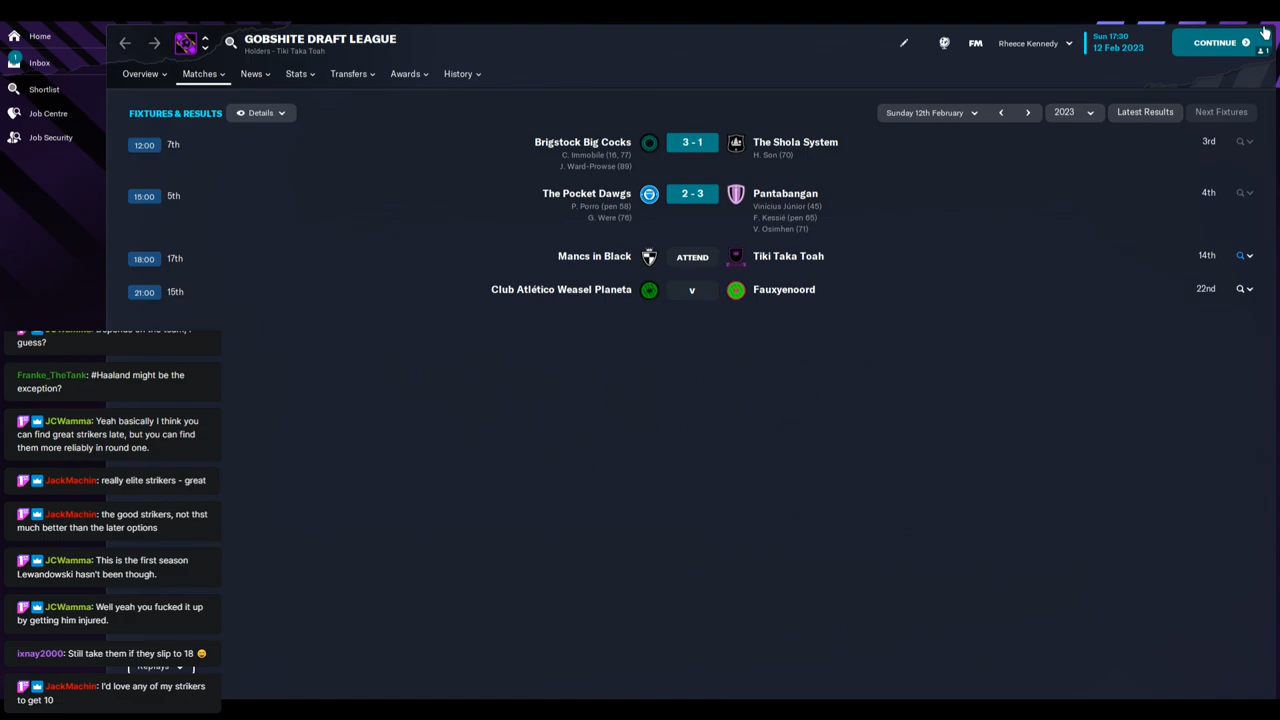 Home
1
Inbox
Shortlist
Job Centre
Job Security
GOBSHITE DRAFT LEAGUE
Holders - Tiki Taka Toah
FM
Rheece Kennedy
Sun 17:30
12 Feb 2023
CONTINUE
1
Overview
Matches
News
Stats
Transfers
Awards
History
FIXTURES & RESULTS
Details
Sunday 12th February
2023
Latest Results
Next Fixtures
12:00 7th Brigstock Big Cocks 3 - 1 The Shola System 3rd
C. Immobile (16, 77) H. Son (70)
J. Ward-Prowse (89)
15:00 5th The Pocket Dawgs 2 - 3 Pantabangan 4th
P. Porro (pen 58) Vinícius Júnior (45)
G. Were (76) F. Kessié (pen 65)
V. Osimhen (71)
18:00 17th Mancs in Black ATTEND Tiki Taka Toah 14th
21:00 15th Club Atlético Weasel Planeta v Fauxyenoord 22nd
guess?
Franke_TheTank: #Haaland might be the
exception?
JCWamma: Yeah basically I think you
can find great strikers late, but you can find
them more reliably in round one.
JackMachin: really elite strikers - great
JackMachin: the good strikers, not thst
much better than the later options
JCWamma: This is the first season
Lewandowski hasn't been though.
JCWamma: Well yeah you fucked it up
by getting him injured.
ixnay2000: Still take them if they slip to 18 😅
JackMachin: I'd love any of my strikers
to get 10
Replays